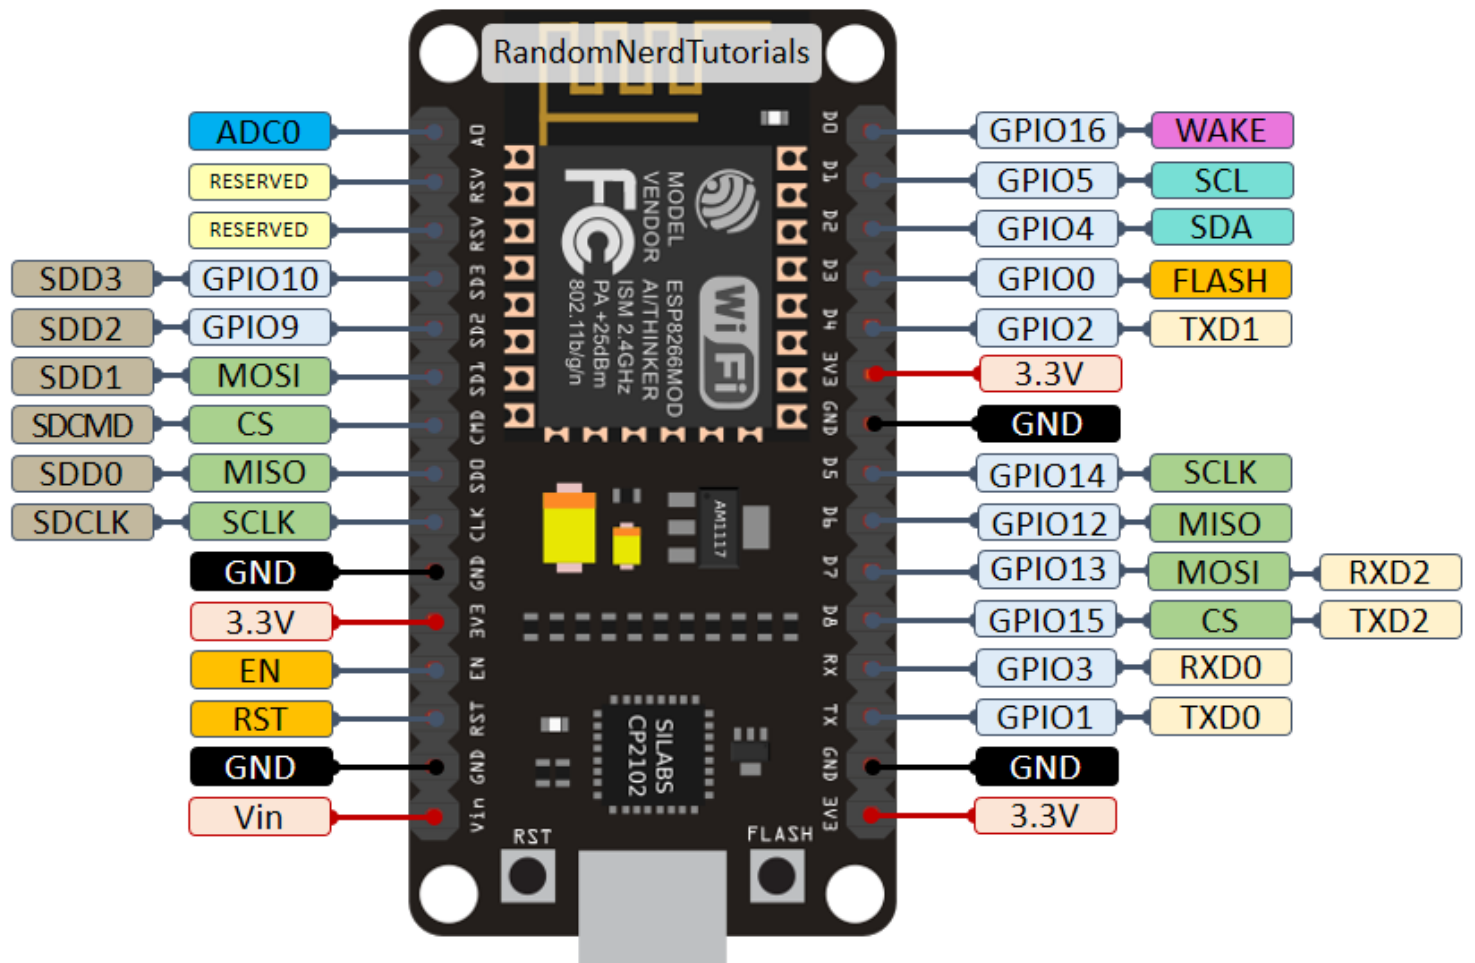 RandomNerdTutorials
ADC0
RESERVED
RESERVED
SDD3 GPIO10
SDD2 GPIO9
SDD1 MOSI
SDCMD CS
SDD0 MISO
SDCLK SCLK
GND
3.3V
EN
RST
GND
Vin
A0
RSV
RSV
SD3
SD2
SD1
CMD
SD0
CLK
GND
3V3
EN
RST
GND
Vin
FC
MODEL
VENDOR
ESP8266MOD
AI/THINKER
ISM 2.4GHz
PA +25dBm
802.11b/g/n
Wi Fi
AM1117
SILABS
CP2102
RST
FLASH
D0
D1
D2
D3
D4
3V3
GND
D5
D6
D7
D8
RX
TX
GND
3V3
GPIO16 WAKE
GPIO5 SCL
GPIO4 SDA
GPIO0 FLASH
GPIO2 TXD1
3.3V
GND
GPIO14 SCLK
GPIO12 MISO
GPIO13 MOSI RXD2
GPIO15 CS TXD2
GPIO3 RXD0
GPIO1 TXD0
GND
3.3V